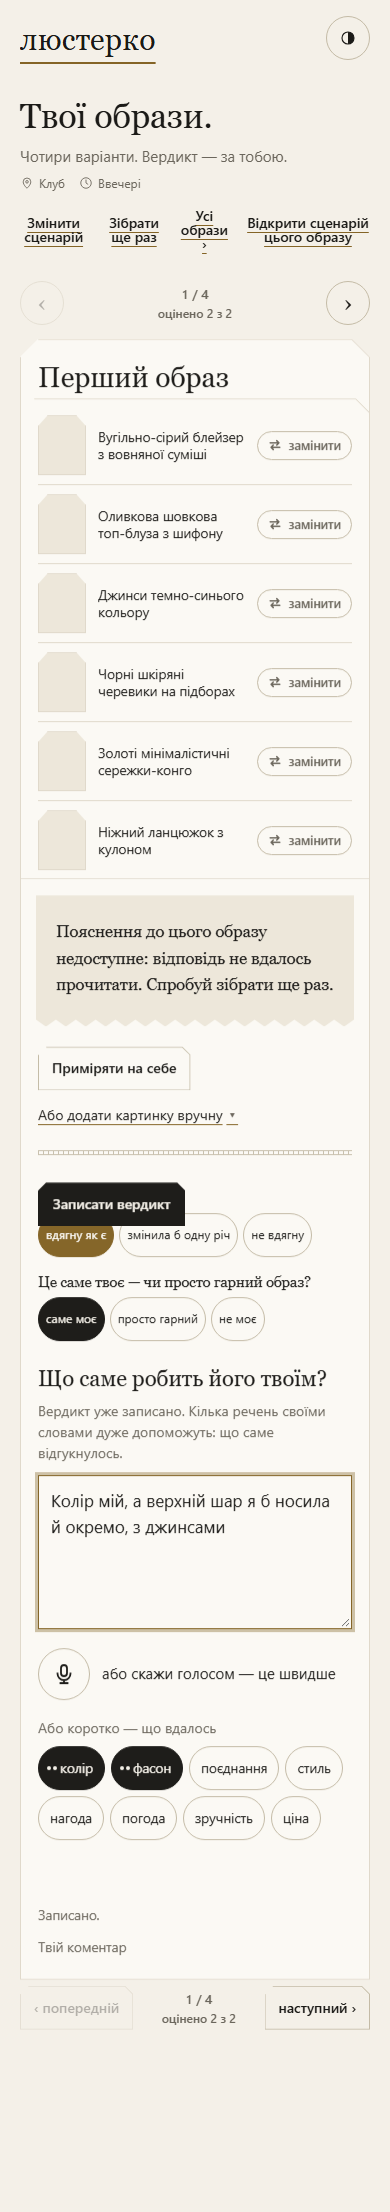 люстерко
Твої образи.
Чотири варіанти. Вердикт — за тобою.
Клуб Ввечері
Змінити
сценарій
Зібрати
ще раз
Усі
образи
›
Відкрити сценарій
цього образу
‹
1 / 4
оцінено 2 з 2
›
Перший образ
Вугільно-сірий блейзер
з вовняної суміші
замінити
Оливкова шовкова
топ-блуза з шифону
замінити
Джинси темно-синього
кольору
замінити
Чорні шкіряні
черевики на підборах
замінити
Золоті мінімалістичні
сережки-конго
замінити
Ніжний ланцюжок з
кулоном
замінити
Пояснення до цього образу
недоступне: відповідь не вдалось
прочитати. Спробуй зібрати ще раз.
Приміряти на себе
Або додати картинку вручну ▾
Записати вердикт
вдягну як є змінила б одну річ не вдягну
Це саме твоє — чи просто гарний образ?
саме моє просто гарний не моє
Що саме робить його твоїм?
Вердикт уже записано. Кілька речень своїми
словами дуже допоможуть: що саме
відгукнулось.
Колір мій, а верхній шар я б носила
й окремо, з джинсами
або скажи голосом — це швидше
Або коротко — що вдалось
•• колір •• фасон поєднання стиль
нагода погода зручність ціна
Записано.
Твій коментар
‹ попередній
1 / 4
оцінено 2 з 2
наступний ›